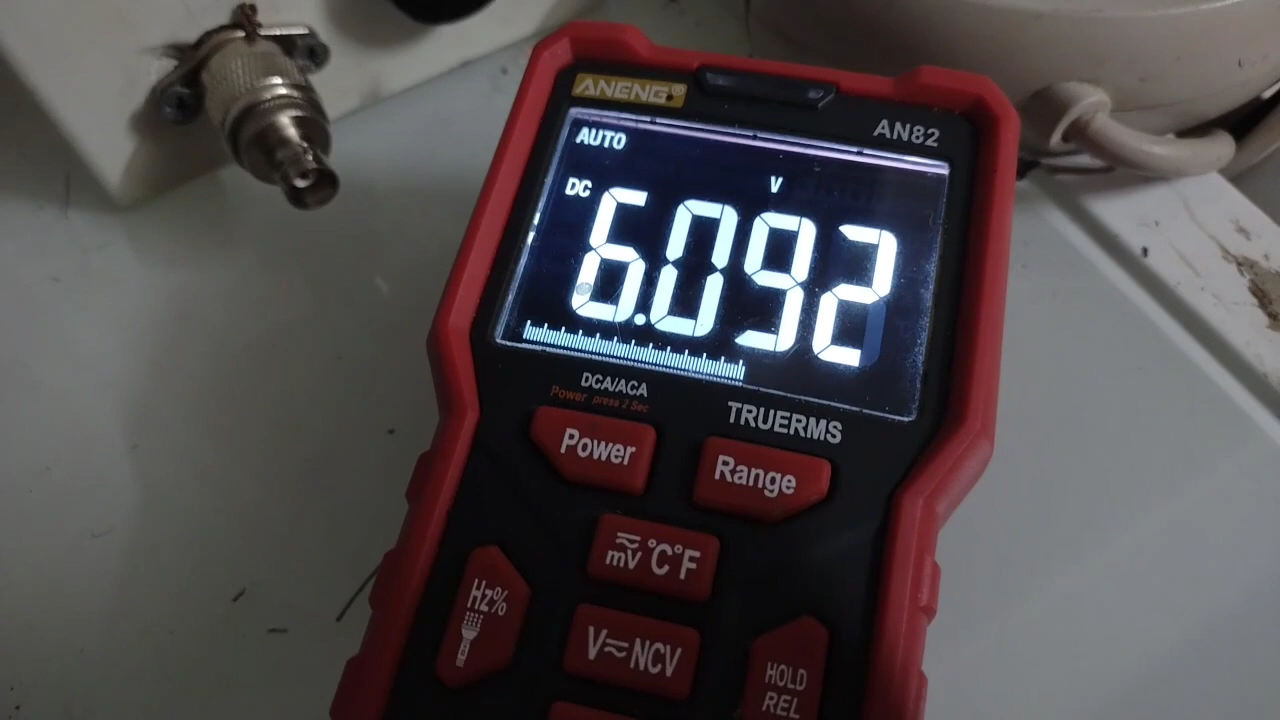 ANENG®
AN82
AUTO
V
DC
6.092
DCA/ACA
Power press 2 Sec
TRUERMS
Power
Range
mV °C°F
Hz%
V NCV
HOLD
REL